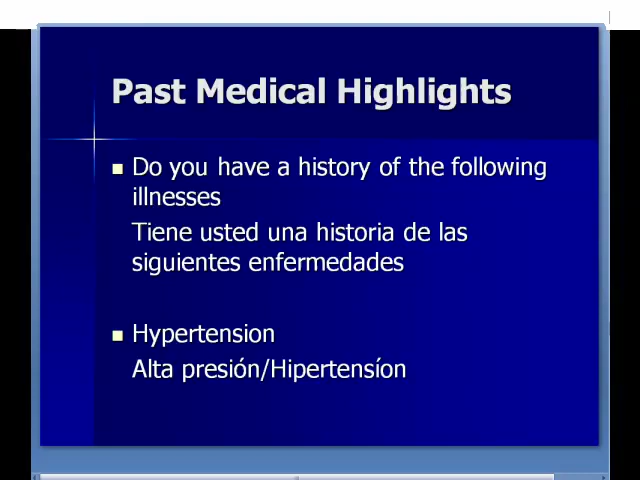 Past Medical Highlights
Do you have a history of the following
illnesses
Tiene usted una historia de las
siguientes enfermedades
Hypertension
Alta presión/Hipertensíon